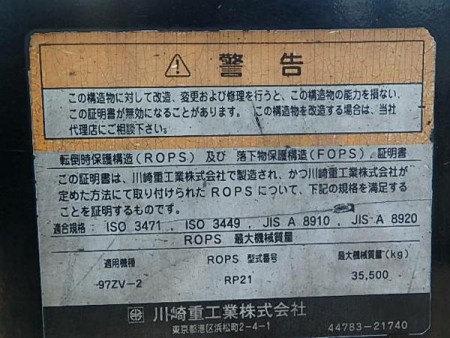 警告
この構造物に対して改造、変更および修理を行うと、この構造物の能力を損ない、
この証明書が無効になることがあります。 この構造物を改造する場合は、当社
代理店にご相談下さい。
転倒時保護構造(ROPS) 及び 落下物保護構造(FOPS) 証明書
この証明書は、川崎重工業株式会社で製造され、かつ川崎重工業株式会社が
定めた方法にて取り付けられたROPSについて、下記の規格を満足する
ことを証明するものです。
適合規格: ISO 3471, ISO 3449, JIS A 8910, JIS A 8920
ROPS 最大機械質量
適用機種 ROPS 型式番号 最大機械質量(kg)
97ZV-2 RP21 35,500
川崎重工業株式会社
東京都港区浜松町2-4-1 44783-21740